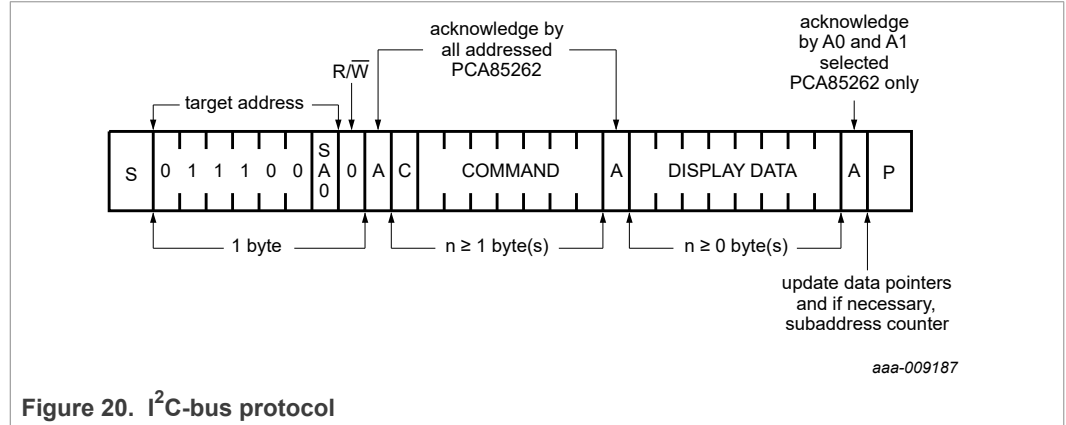 acknowledge by
all addressed
PCA85262
acknowledge
by A0 and A1
selected
PCA85262 only
R/W̅
target address
S 0 1 1 1 0 0 SA0 0 A C COMMAND A DISPLAY DATA A P
1 byte
n ≥ 1 byte(s)
n ≥ 0 byte(s)
update data pointers
and if necessary,
subaddress counter
aaa-009187
Figure 20. I²C-bus protocol